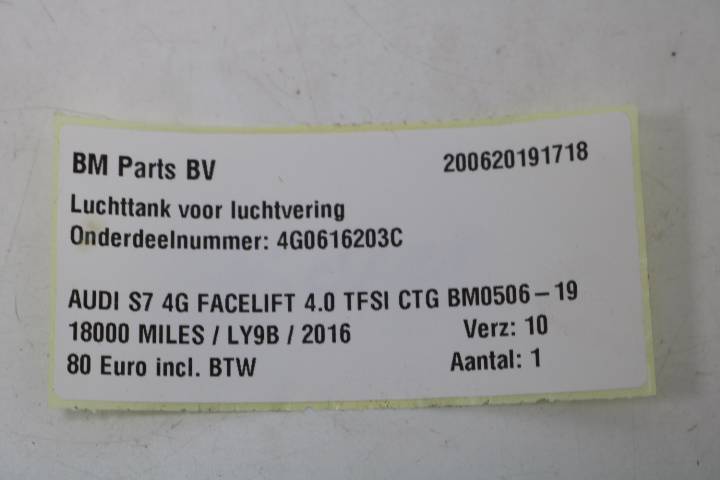 BM Parts BV 200620191718
Luchttank voor luchtvering
Onderdeelnummer: 4G0616203C
AUDI S7 4G FACELIFT 4.0 TFSI CTG BM0506-19
18000 MILES / LY9B / 2016 Verz: 10
80 Euro incl. BTW Aantal: 1